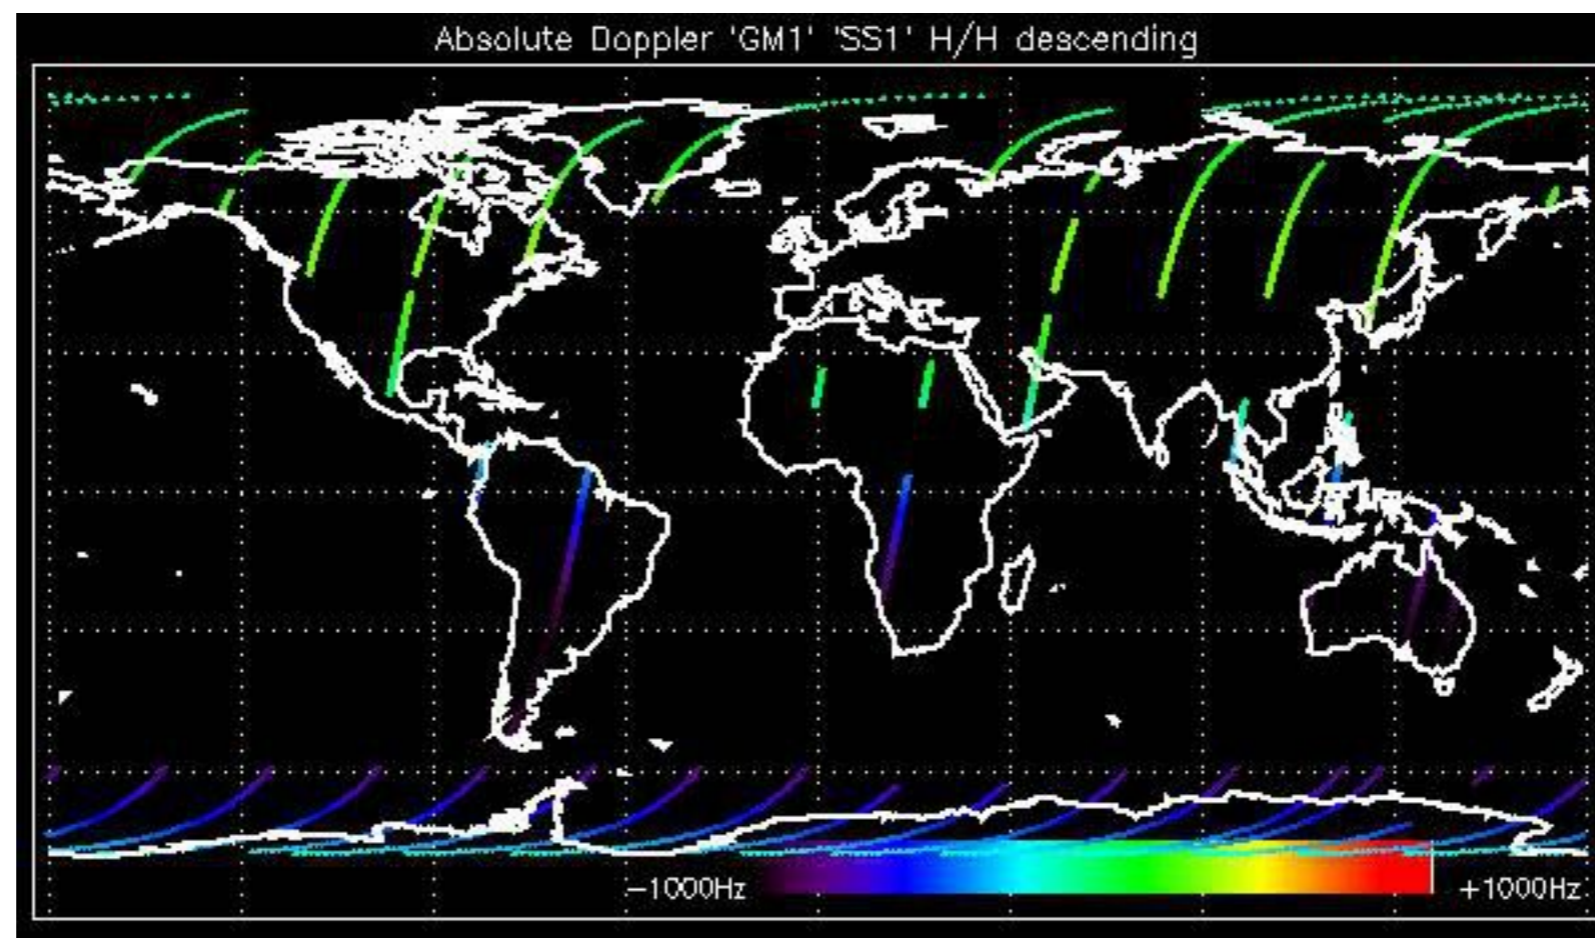 Absolute Doppler 'GM1' 'SS1' H/H descending
-1000Hz +1000Hz